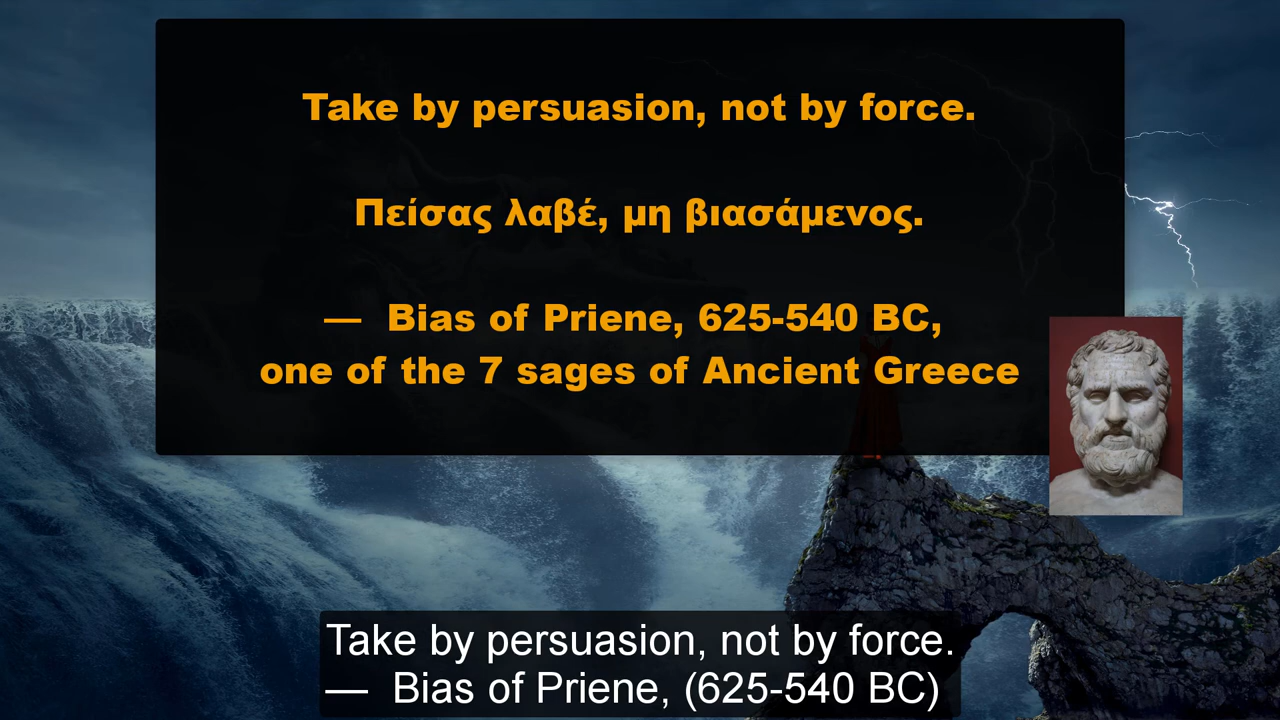 Take by persuasion, not by force.
Πείσας λαβέ, μη βιασάμενος.
— Bias of Priene, 625-540 BC,
one of the 7 sages of Ancient Greece
Take by persuasion, not by force.
— Bias of Priene, (625-540 BC)